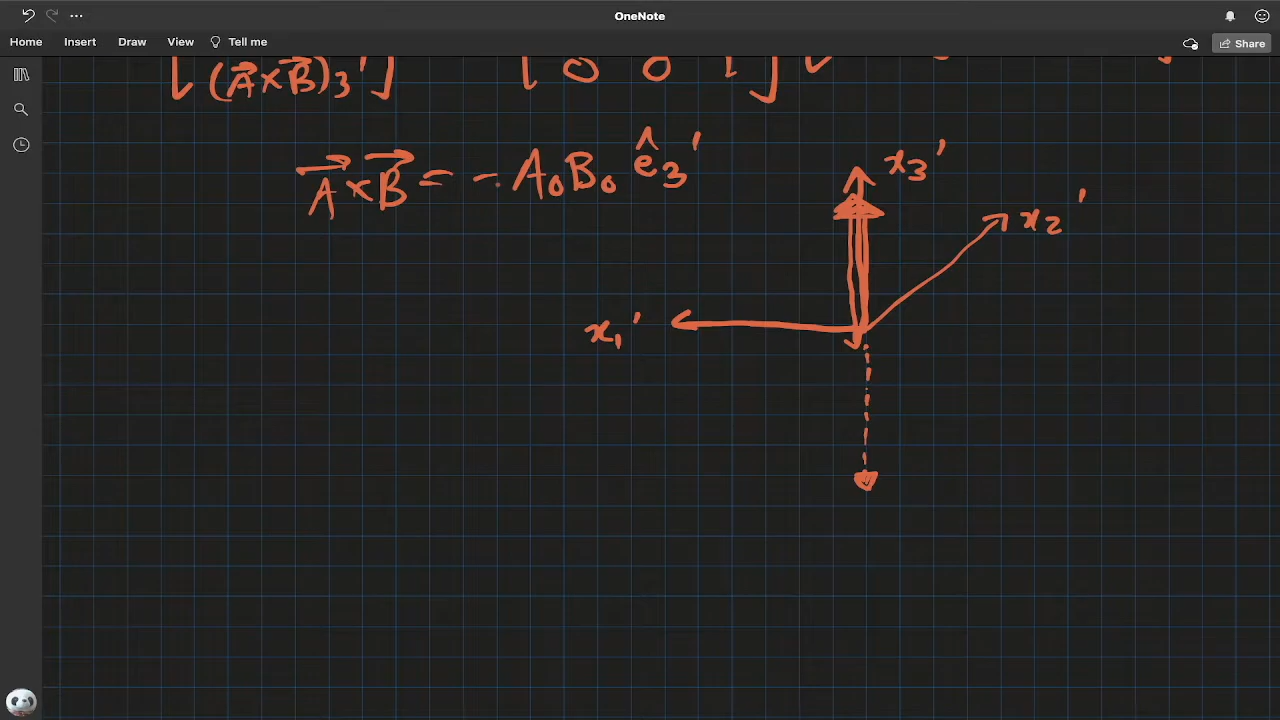 OneNote
Home Insert Draw View Tell me Share
(A⃗×B⃗)₃' 0 0 1
A⃗×B⃗ = -A₀B₀ ê₃'
x₃'
x₂'
x₁'